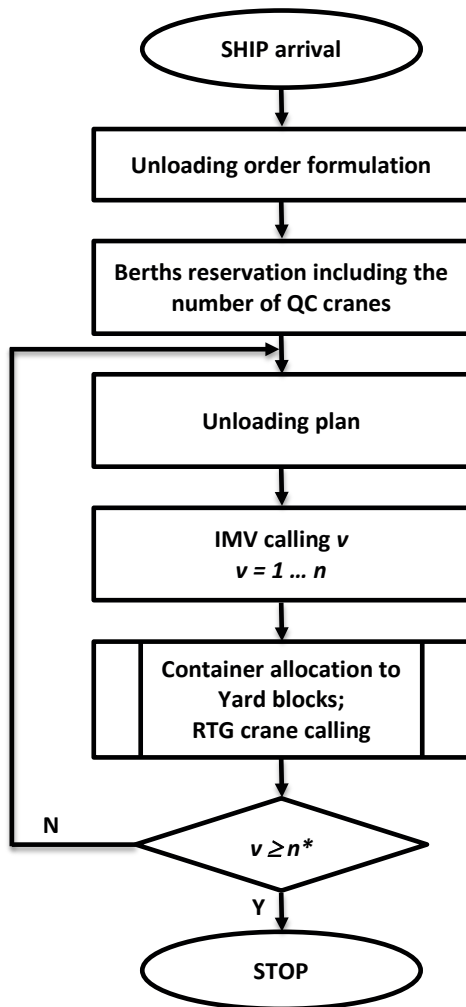 SHIP arrival
Unloading order formulation
Berths reservation including the
number of QC cranes
Unloading plan
IMV calling v
v = 1 … n
Container allocation to
Yard blocks;
RTG crane calling
N
v ≥ n*
Y
STOP